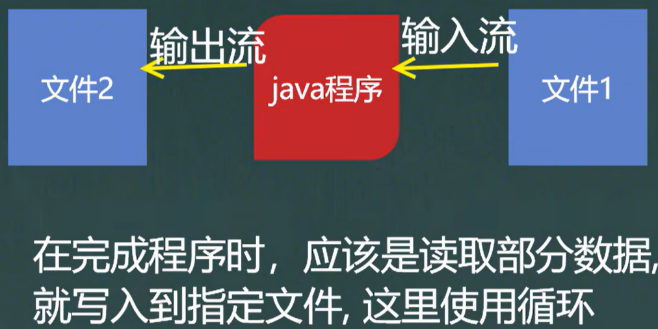 输出流
输入流
文件2
java程序
文件1
在完成程序时，应该是读取部分数据,
就写入到指定文件, 这里使用循环